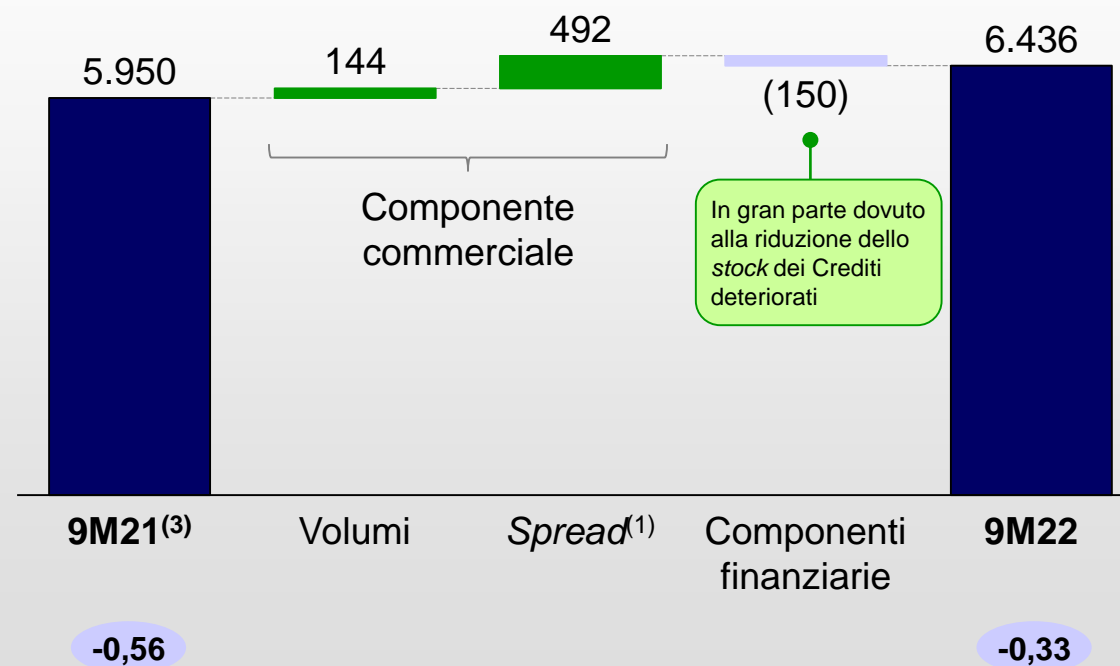 5.950
144
492
(150)
6.436
Componente
commerciale
In gran parte dovuto
alla riduzione dello
stock dei Crediti
deteriorati
9M21(3)
Volumi
Spread(1)
Componenti
finanziarie
9M22
-0,56
-0,33